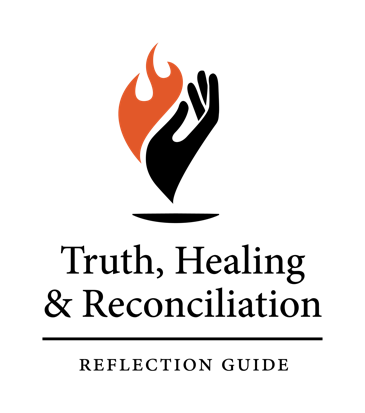 Truth, Healing
& Reconciliation
REFLECTION GUIDE